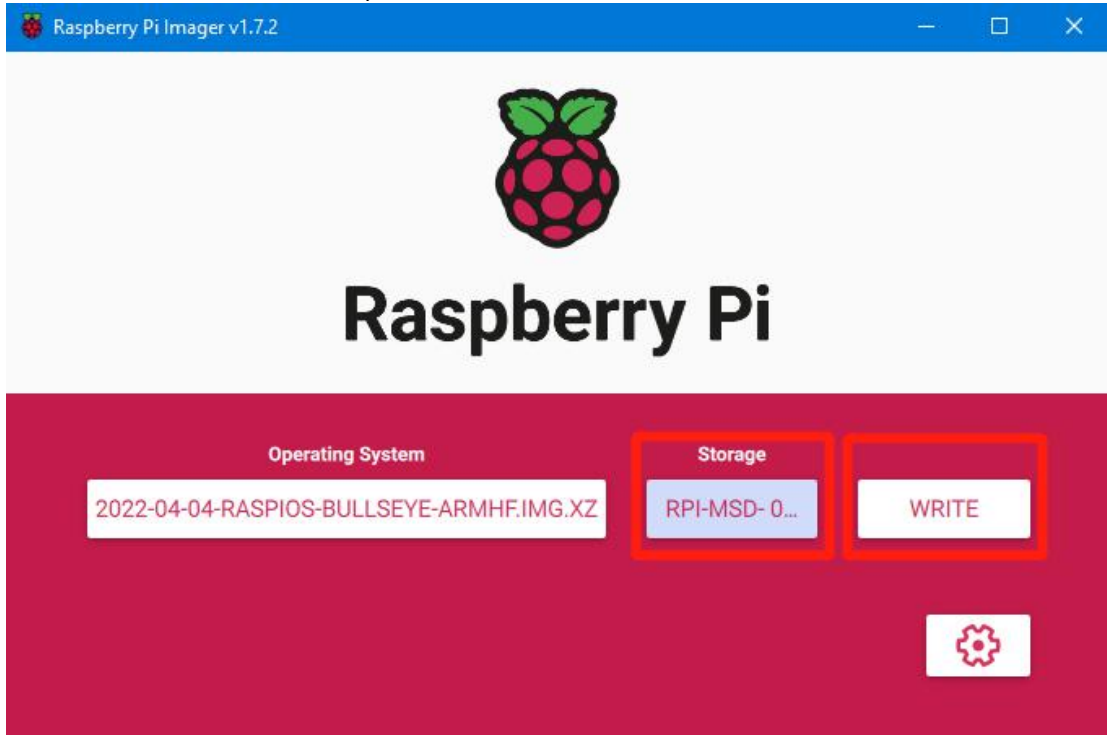 Raspberry Pi Imager v1.7.2
Raspberry Pi
Operating System
Storage
2022-04-04-RASPIOS-BULLSEYE-ARMHF.IMG.XZ
RPI-MSD- 0...
WRITE